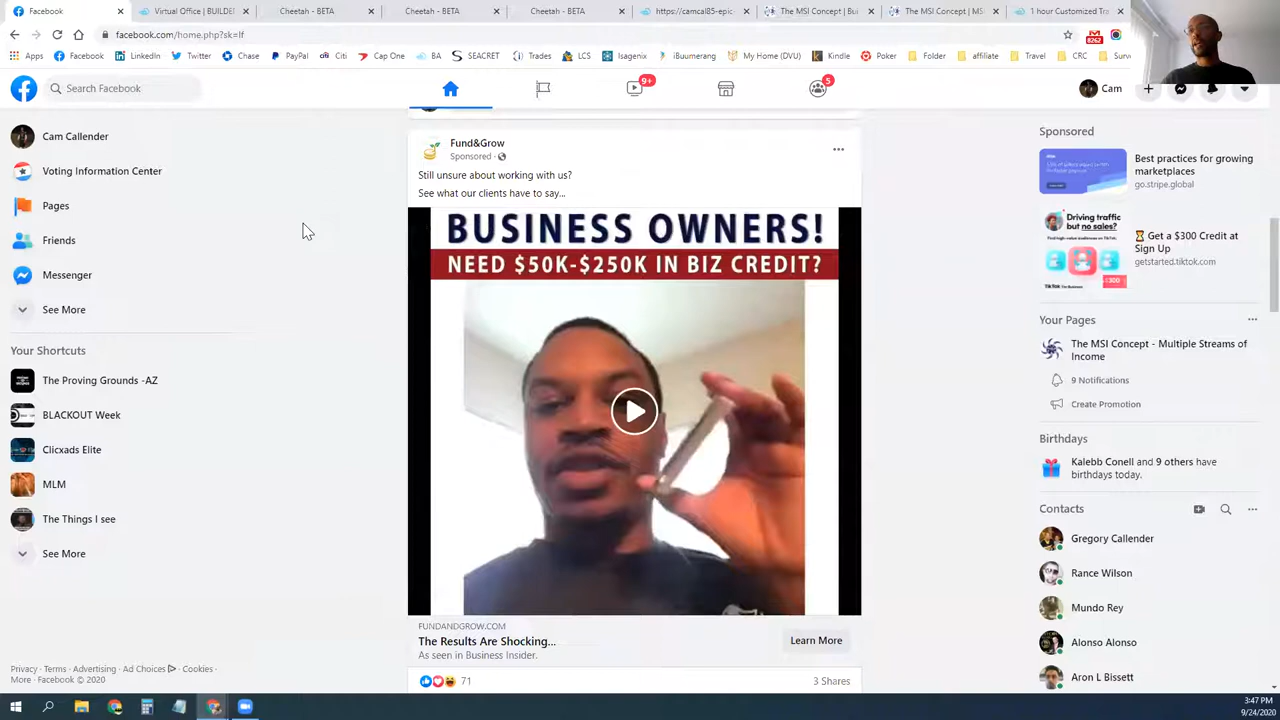 Facebook
Virtual Office | BUILDE
Cheetah - BETA
Cheetah - BETA
Cheetah - BETA
https://camcal85-epic
The MSI Concept | Bui
The MSI Concept | MS
1 hour Customized Tra
facebook.com/home.php?sk=lf
8262
Apps
Facebook
LinkedIn
Twitter
Chase
PayPal
Citi
Cap One
BA
SEACRET
Trades
LCS
Isagenix
iBuumerang
My Home (DVU)
Kindle
Poker
Folder
affiliate
Travel
CRC
Surv
Search Facebook
9+
5
Cam
Cam Callender
Voting Information Center
Pages
Friends
Messenger
See More
Your Shortcuts
The Proving Grounds -AZ
BLACKOUT Week
Clicxads Elite
MLM
The Things I see
See More
Privacy · Terms · Advertising · Ad Choices · Cookies ·
More · Facebook © 2020
Fund&Grow
Sponsored ·
Still unsure about working with us?
See what our clients have to say...
BUSINESS OWNERS!
NEED $50K-$250K IN BIZ CREDIT?
FUNDANDGROW.COM
The Results Are Shocking...
As seen in Business Insider.
Learn More
71
3 Shares
Sponsored
Best practices for growing
marketplaces
go.stripe.global
Driving traffic
but no sales?
TikTok
$300
Get a $300 Credit at
Sign Up
getstarted.tiktok.com
Your Pages
The MSI Concept - Multiple Streams of
Income
9 Notifications
Create Promotion
Birthdays
Kalebb Conell and 9 others have
birthdays today.
Contacts
Gregory Callender
Rance Wilson
Mundo Rey
Alonso Alonso
Aron L Bissett
3:47 PM
9/24/2020